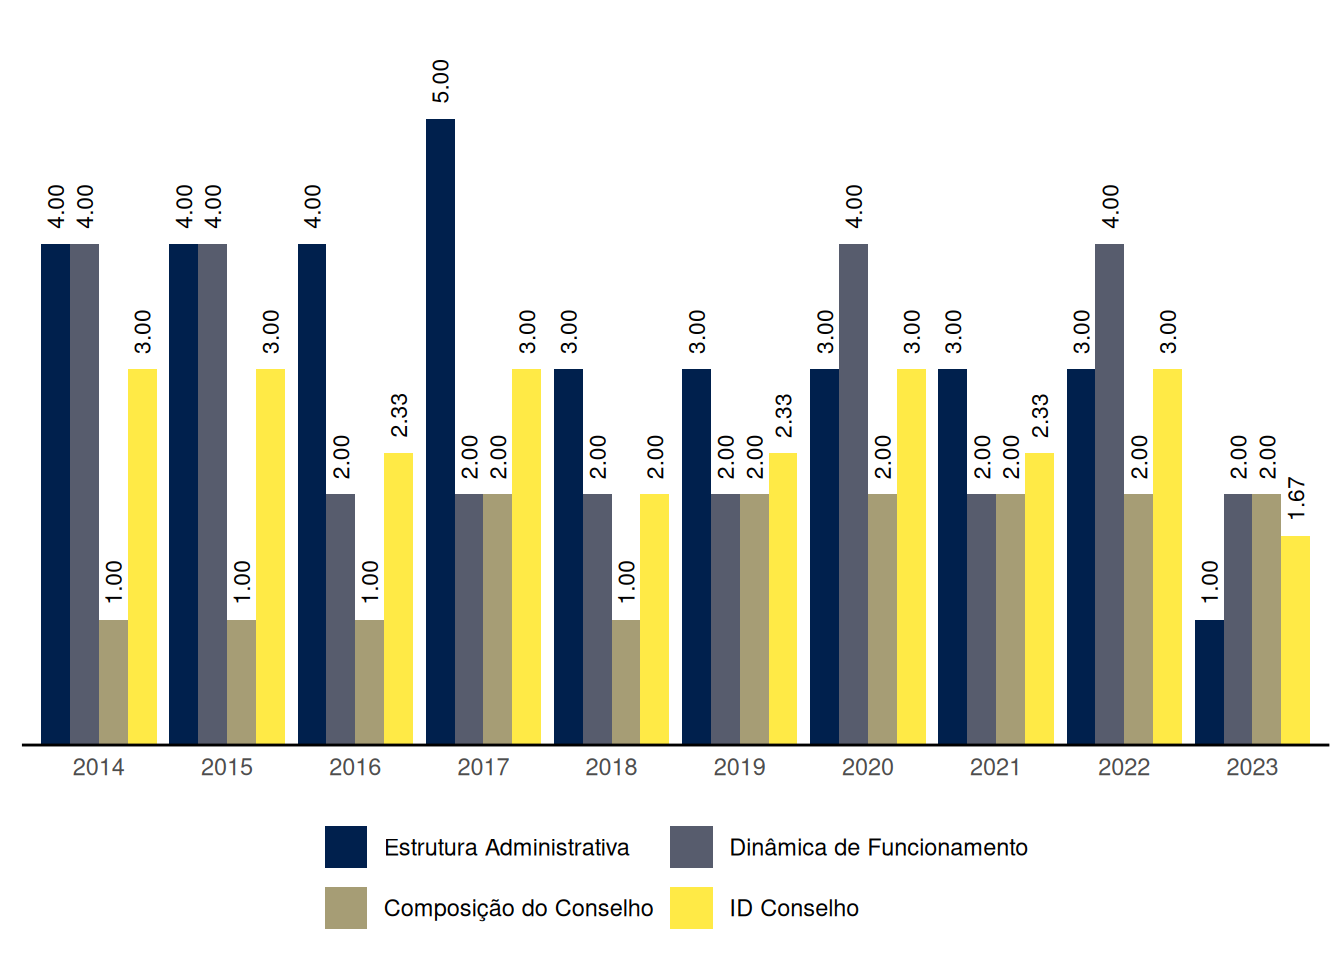 4.00 4.00 1.00 3.00
4.00 4.00 1.00 3.00
4.00 2.00 1.00 2.33
5.00 2.00 2.00 3.00
3.00 2.00 1.00 2.00
3.00 2.00 2.00 2.33
3.00 4.00 2.00 3.00
3.00 2.00 2.00 2.33
3.00 4.00 2.00 3.00
1.00 2.00 2.00 1.67
2014 2015 2016 2017 2018 2019 2020 2021 2022 2023
Estrutura Administrativa Dinâmica de Funcionamento
Composição do Conselho ID Conselho